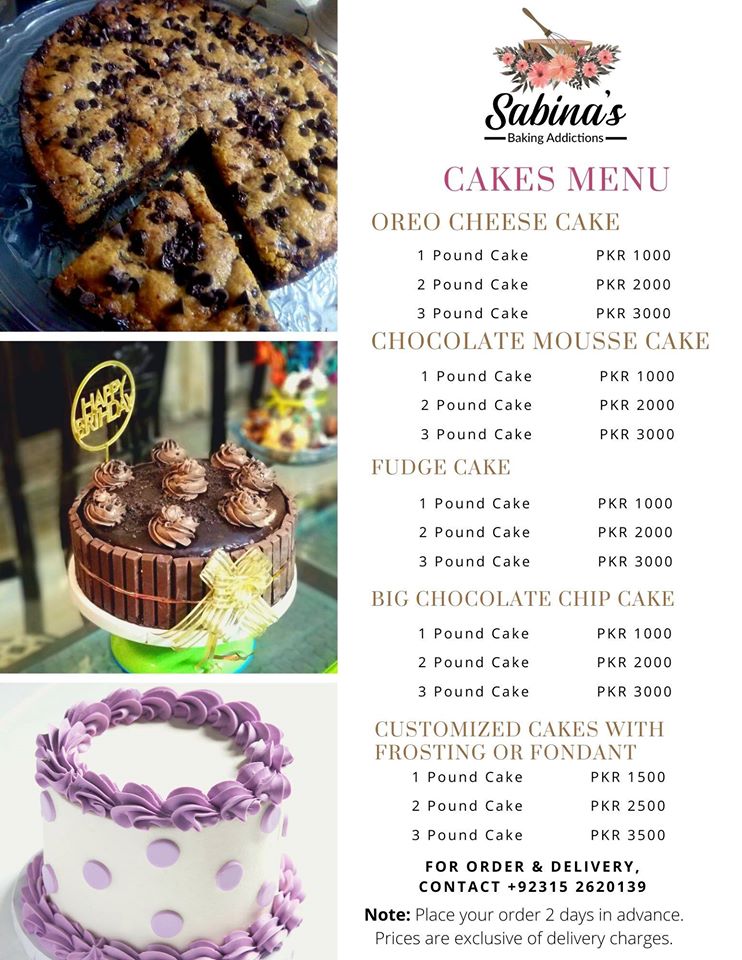 Sabina's
Baking Addictions
CAKES MENU
OREO CHEESE CAKE
1 Pound Cake PKR 1000
2 Pound Cake PKR 2000
3 Pound Cake PKR 3000
CHOCOLATE MOUSSE CAKE
1 Pound Cake PKR 1000
2 Pound Cake PKR 2000
3 Pound Cake PKR 3000
HAPPY
BIRTHDAY
FUDGE CAKE
1 Pound Cake PKR 1000
2 Pound Cake PKR 2000
3 Pound Cake PKR 3000
BIG CHOCOLATE CHIP CAKE
1 Pound Cake PKR 1000
2 Pound Cake PKR 2000
3 Pound Cake PKR 3000
CUSTOMIZED CAKES WITH
FROSTING OR FONDANT
1 Pound Cake PKR 1500
2 Pound Cake PKR 2500
3 Pound Cake PKR 3500
FOR ORDER & DELIVERY,
CONTACT +92315 2620139
Note: Place your order 2 days in advance.
Prices are exclusive of delivery charges.